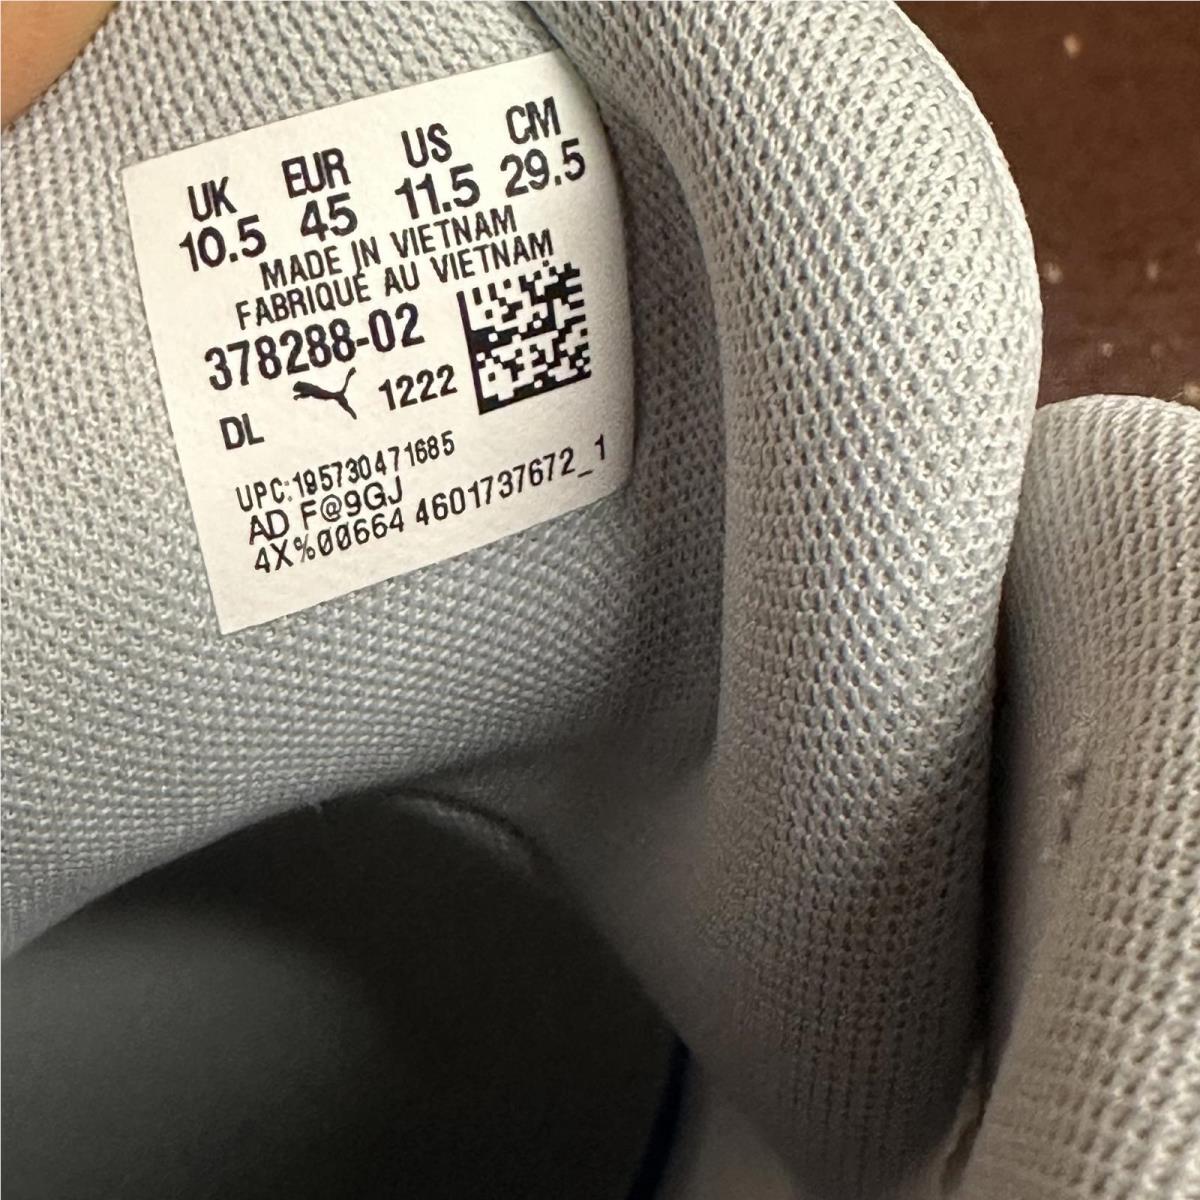 UK EUR US CM
10.5 45 11.5 29.5
MADE IN VIETNAM
FABRIQUÉ AU VIETNAM
378288-02
DL 1222
UPC:195730471685
AD F@9GJ
4X%00664 4601737672_1